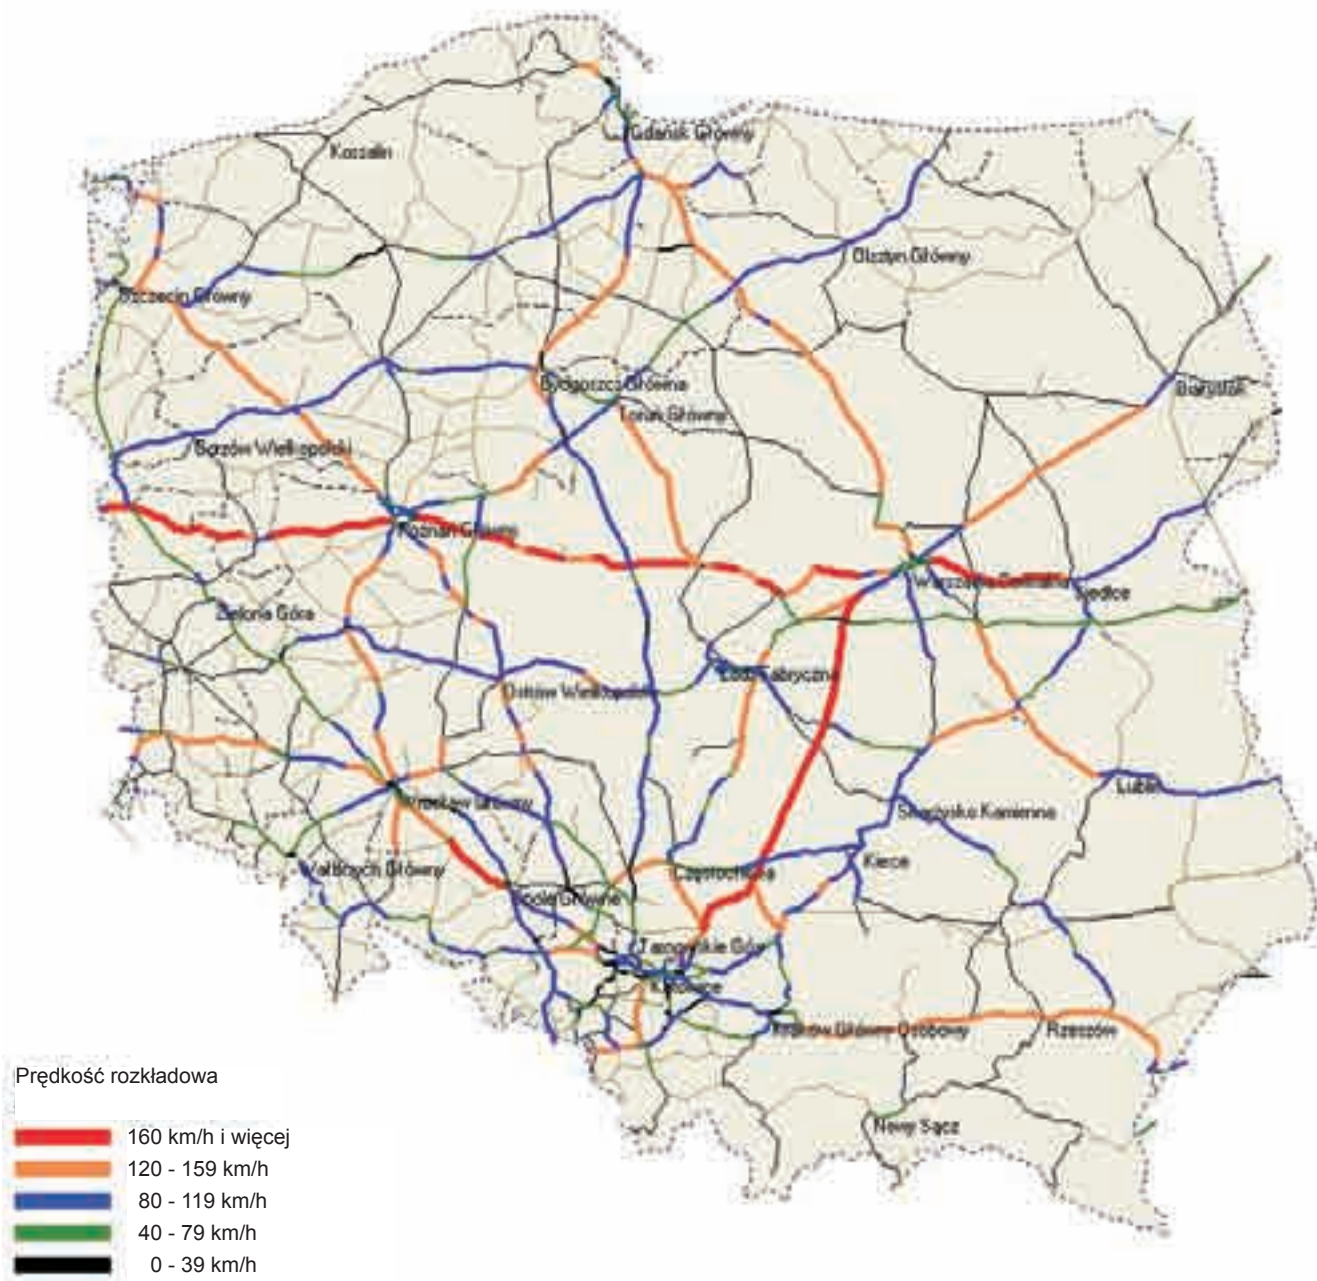 Gdańsk Główny
Koszalin
Olsztyn Główny
Szczecin Główny
Bydgoszcz Główna
Białystok
Toruń Główny
Gorzów Wielkopolski
Poznań Główny
Warszawa Centralna
Siedlce
Zielona Góra
Łódź Fabryczna
Ostrów Wielkopolski
Lublin
Wrocław Główny
Skarżysko Kamienna
Kielce
Wałbrzych Główny
Częstochowa
Opole Główne
Tarnowskie Góry
Katowice
Kraków Główny Osobowy
Rzeszów
Prędkość rozkładowa
Nowy Sącz
160 km/h i więcej
120 - 159 km/h
80 - 119 km/h
40 - 79 km/h
0 - 39 km/h